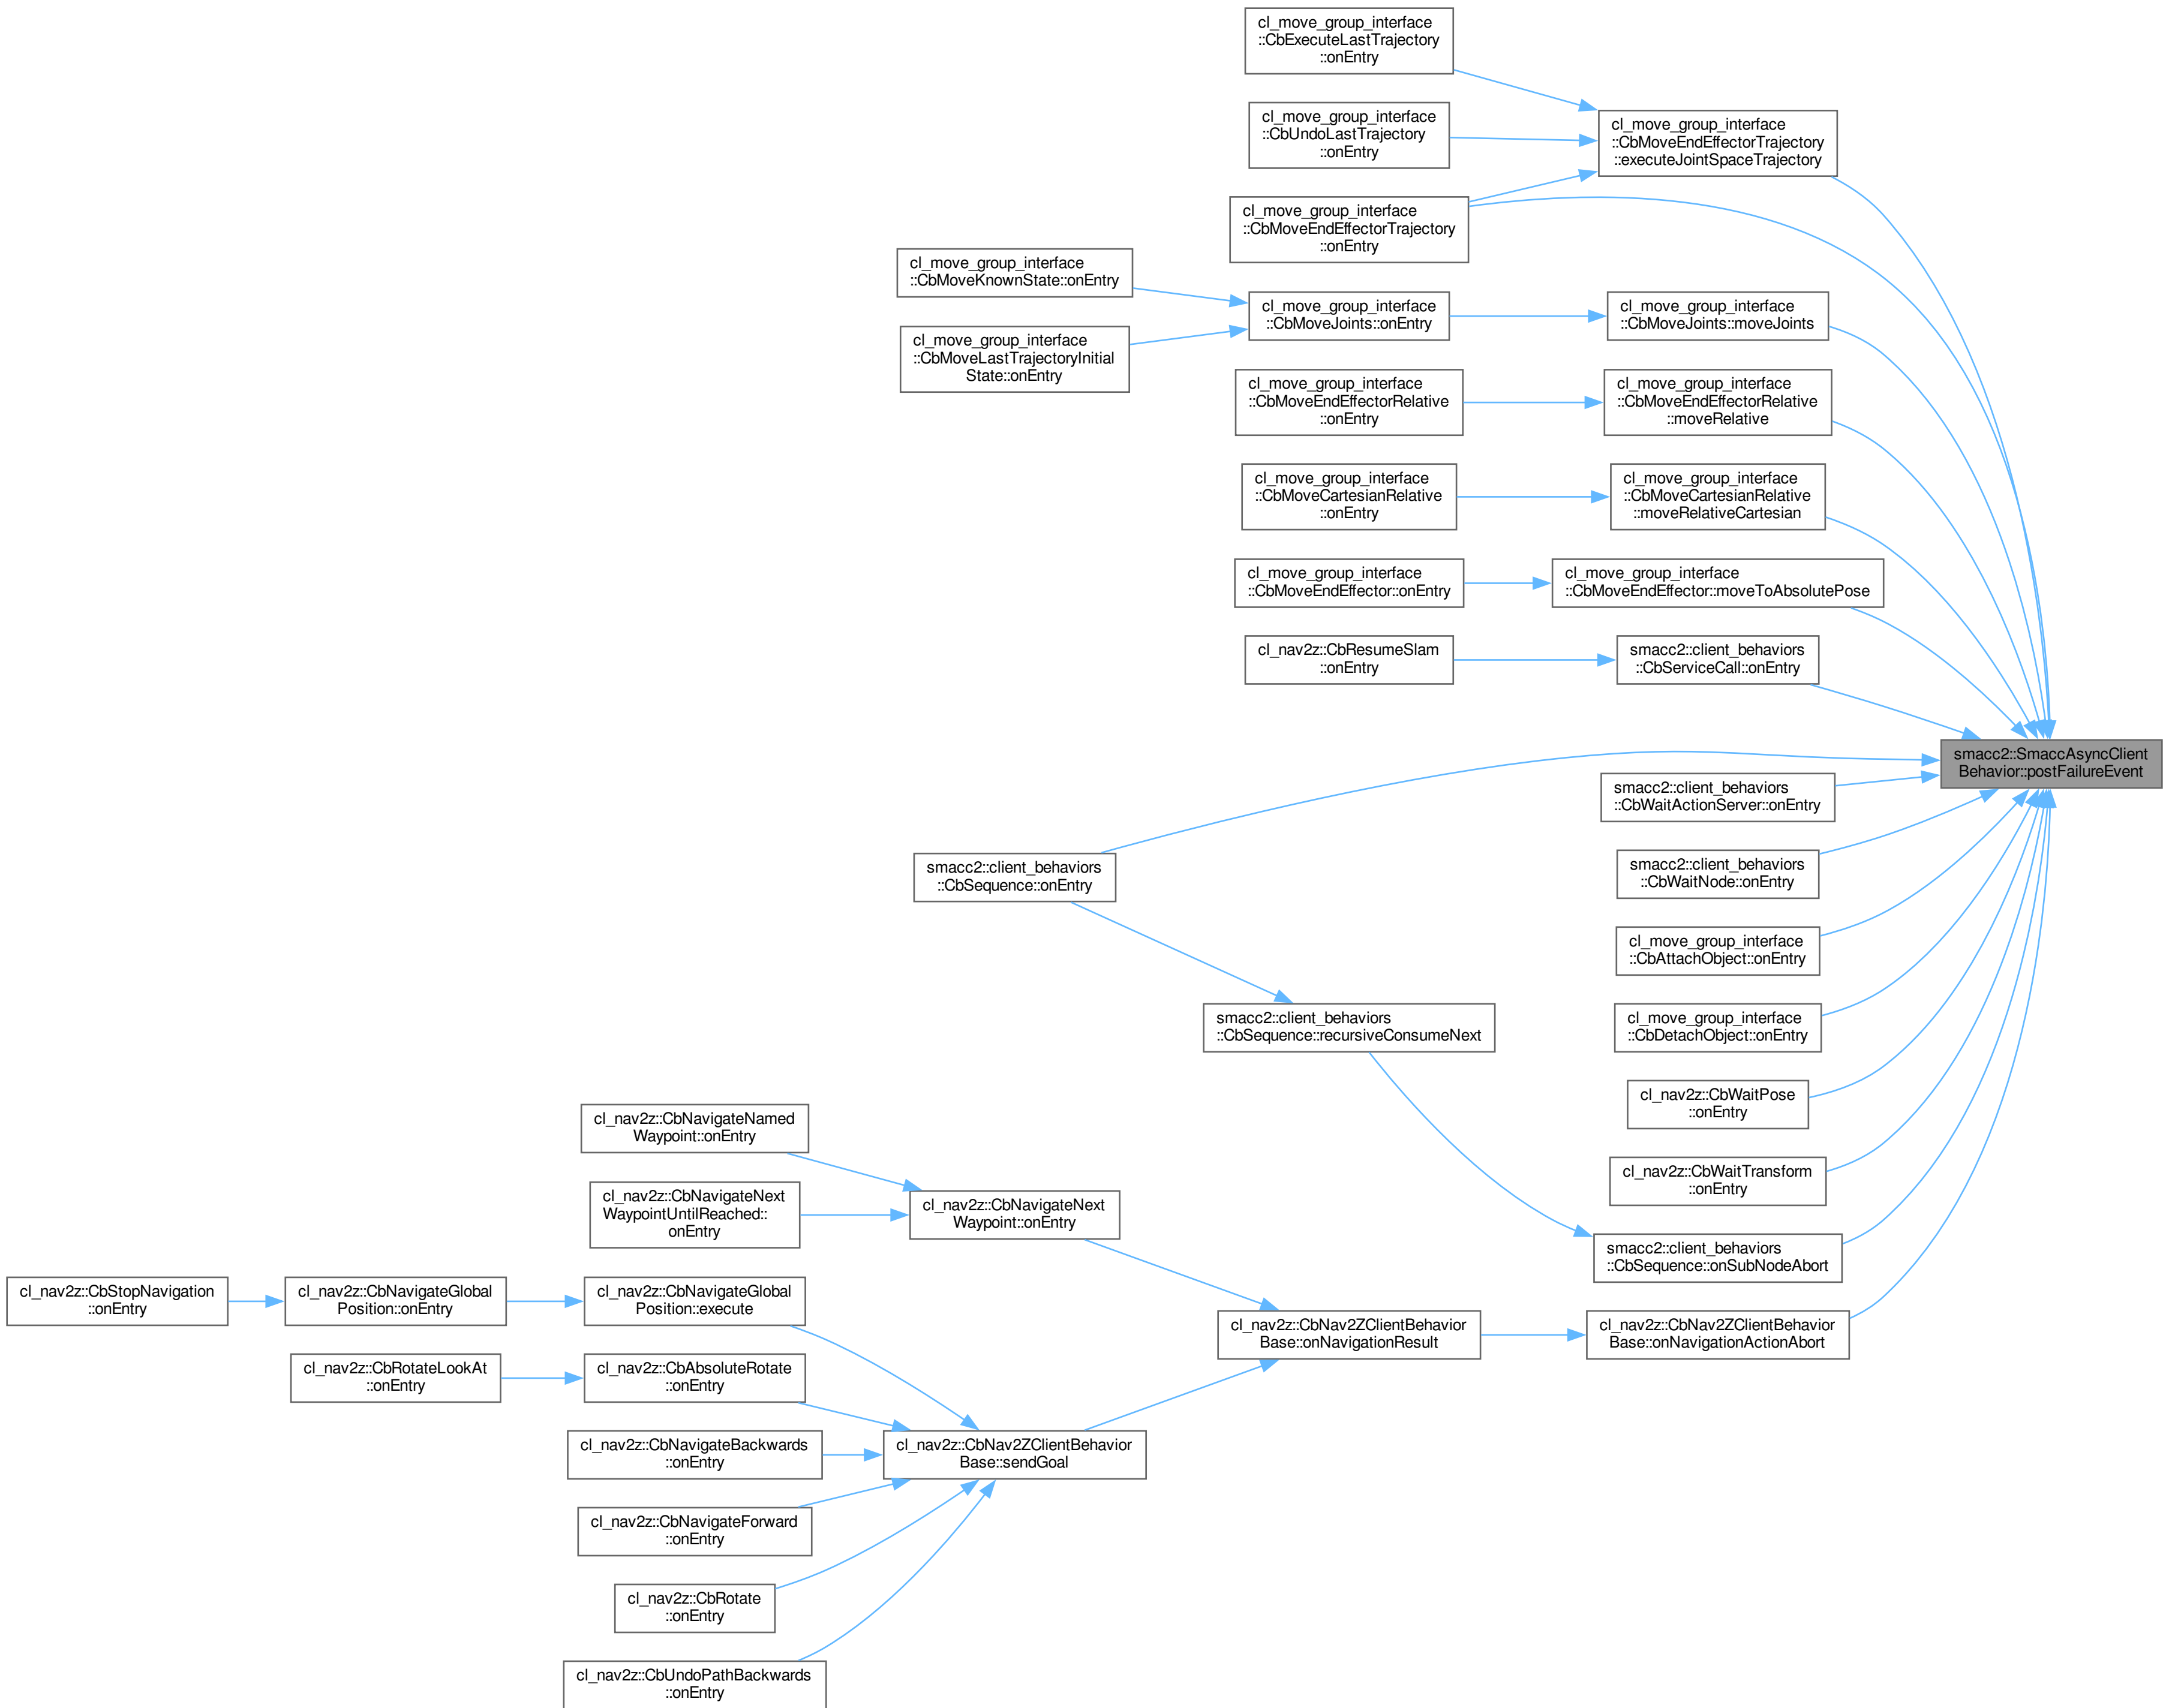 cl_move_group_interface
::CbExecuteLastTrajectory
::onEntry
cl_move_group_interface
::CbUndoLastTrajectory
::onEntry
cl_move_group_interface
::CbMoveEndEffectorTrajectory
::executeJointSpaceTrajectory
cl_move_group_interface
::CbMoveEndEffectorTrajectory
::onEntry
cl_move_group_interface
::CbMoveKnownState::onEntry
cl_move_group_interface
::CbMoveLastTrajectoryInitial
State::onEntry
cl_move_group_interface
::CbMoveJoints::onEntry
cl_move_group_interface
::CbMoveJoints::moveJoints
cl_move_group_interface
::CbMoveEndEffectorRelative
::onEntry
cl_move_group_interface
::CbMoveEndEffectorRelative
::moveRelative
cl_move_group_interface
::CbMoveCartesianRelative
::onEntry
cl_move_group_interface
::CbMoveCartesianRelative
::moveRelativeCartesian
cl_move_group_interface
::CbMoveEndEffector::onEntry
cl_move_group_interface
::CbMoveEndEffector::moveToAbsolutePose
cl_nav2z::CbResumeSlam
::onEntry
smacc2::client_behaviors
::CbServiceCall::onEntry
smacc2::SmaccAsyncClient
Behavior::postFailureEvent
smacc2::client_behaviors
::CbWaitActionServer::onEntry
smacc2::client_behaviors
::CbSequence::onEntry
smacc2::client_behaviors
::CbWaitNode::onEntry
cl_move_group_interface
::CbAttachObject::onEntry
smacc2::client_behaviors
::CbSequence::recursiveConsumeNext
cl_move_group_interface
::CbDetachObject::onEntry
cl_nav2z::CbWaitPose
::onEntry
cl_nav2z::CbNavigateNamed
Waypoint::onEntry
cl_nav2z::CbWaitTransform
::onEntry
cl_nav2z::CbNavigateNext
WaypointUntilReached::
onEntry
cl_nav2z::CbNavigateNext
Waypoint::onEntry
smacc2::client_behaviors
::CbSequence::onSubNodeAbort
cl_nav2z::CbStopNavigation
::onEntry
cl_nav2z::CbNavigateGlobal
Position::onEntry
cl_nav2z::CbNavigateGlobal
Position::execute
cl_nav2z::CbNav2ZClientBehavior
Base::onNavigationResult
cl_nav2z::CbNav2ZClientBehavior
Base::onNavigationActionAbort
cl_nav2z::CbRotateLookAt
::onEntry
cl_nav2z::CbAbsoluteRotate
::onEntry
cl_nav2z::CbNavigateBackwards
::onEntry
cl_nav2z::CbNav2ZClientBehavior
Base::sendGoal
cl_nav2z::CbNavigateForward
::onEntry
cl_nav2z::CbRotate
::onEntry
cl_nav2z::CbUndoPathBackwards
::onEntry